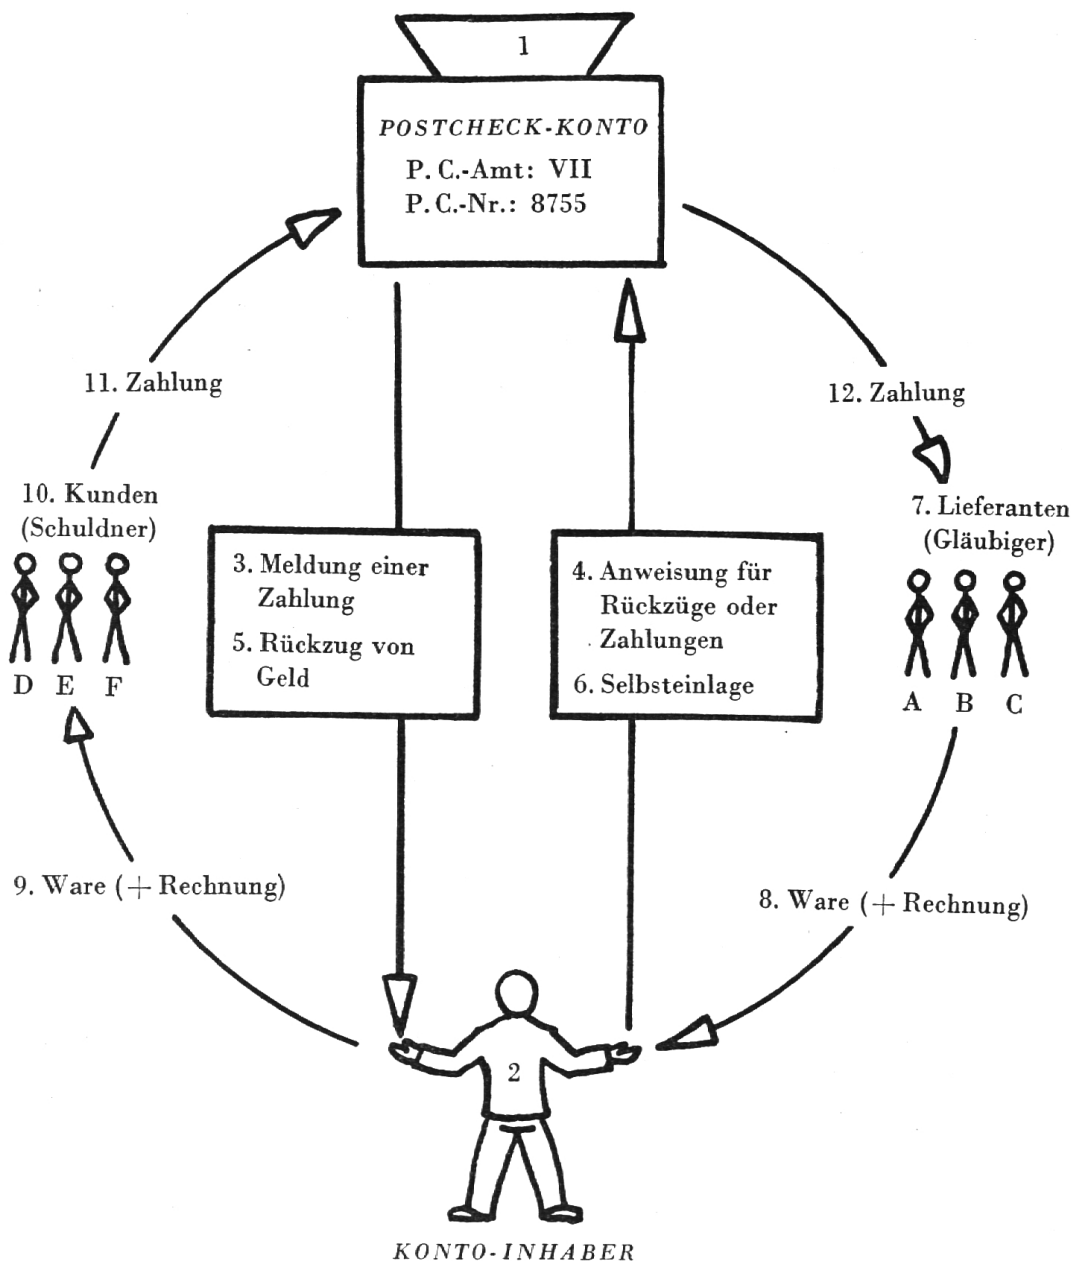 1
POSTCHECK-KONTO
P. C.-Amt: VII
P. C.-Nr.: 8755
11. Zahlung
12. Zahlung
10. Kunden
(Schuldner)
7. Lieferanten
(Gläubiger)
3. Meldung einer
Zahlung
5. Rückzug von
Geld
4. Anweisung für
Rückzüge oder
Zahlungen
6. Selbsteinlage
D E F
A B C
9. Ware (+ Rechnung)
8. Ware (+ Rechnung)
2
KONTO-INHABER